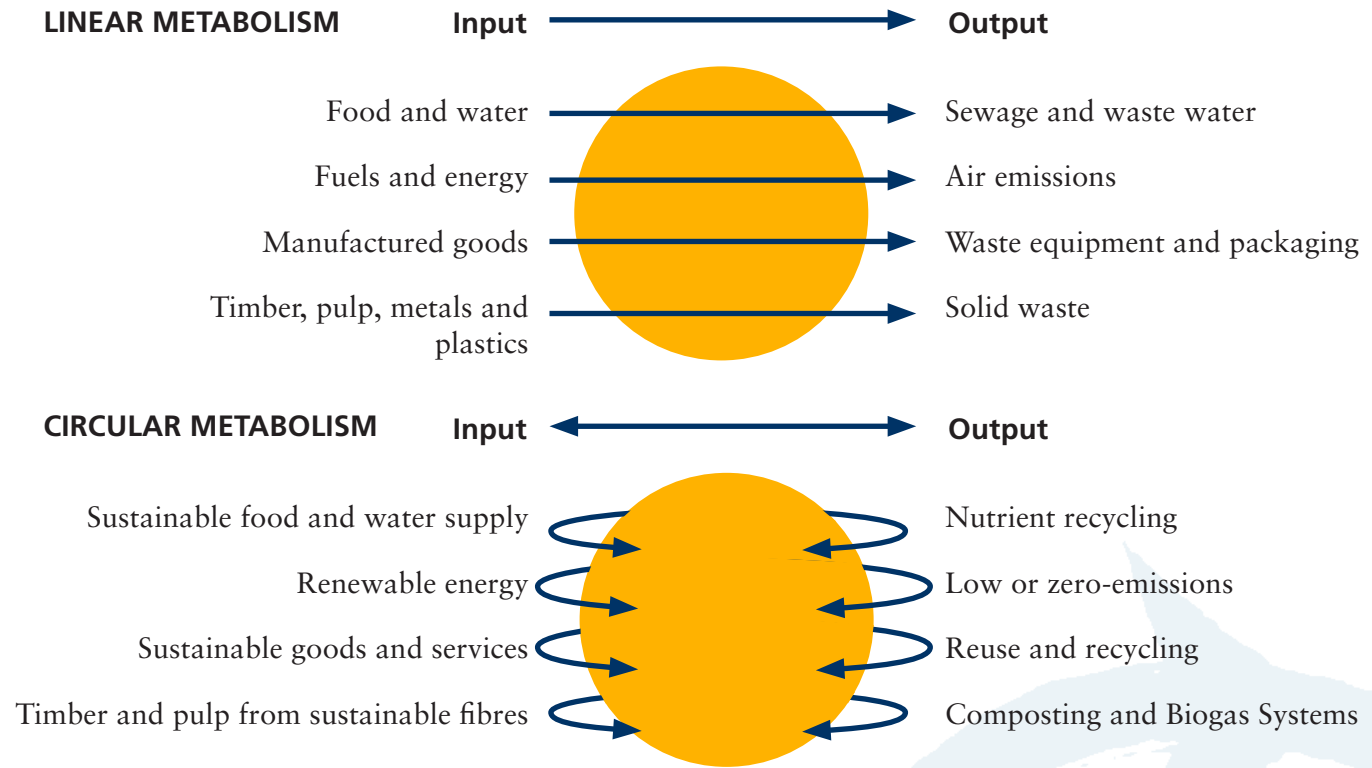 LINEAR METABOLISM Input Output
Food and water Sewage and waste water
Fuels and energy Air emissions
Manufactured goods Waste equipment and packaging
Timber, pulp, metals and Solid waste
plastics
CIRCULAR METABOLISM Input Output
Sustainable food and water supply Nutrient recycling
Renewable energy Low or zero-emissions
Sustainable goods and services Reuse and recycling
Timber and pulp from sustainable fibres Composting and Biogas Systems